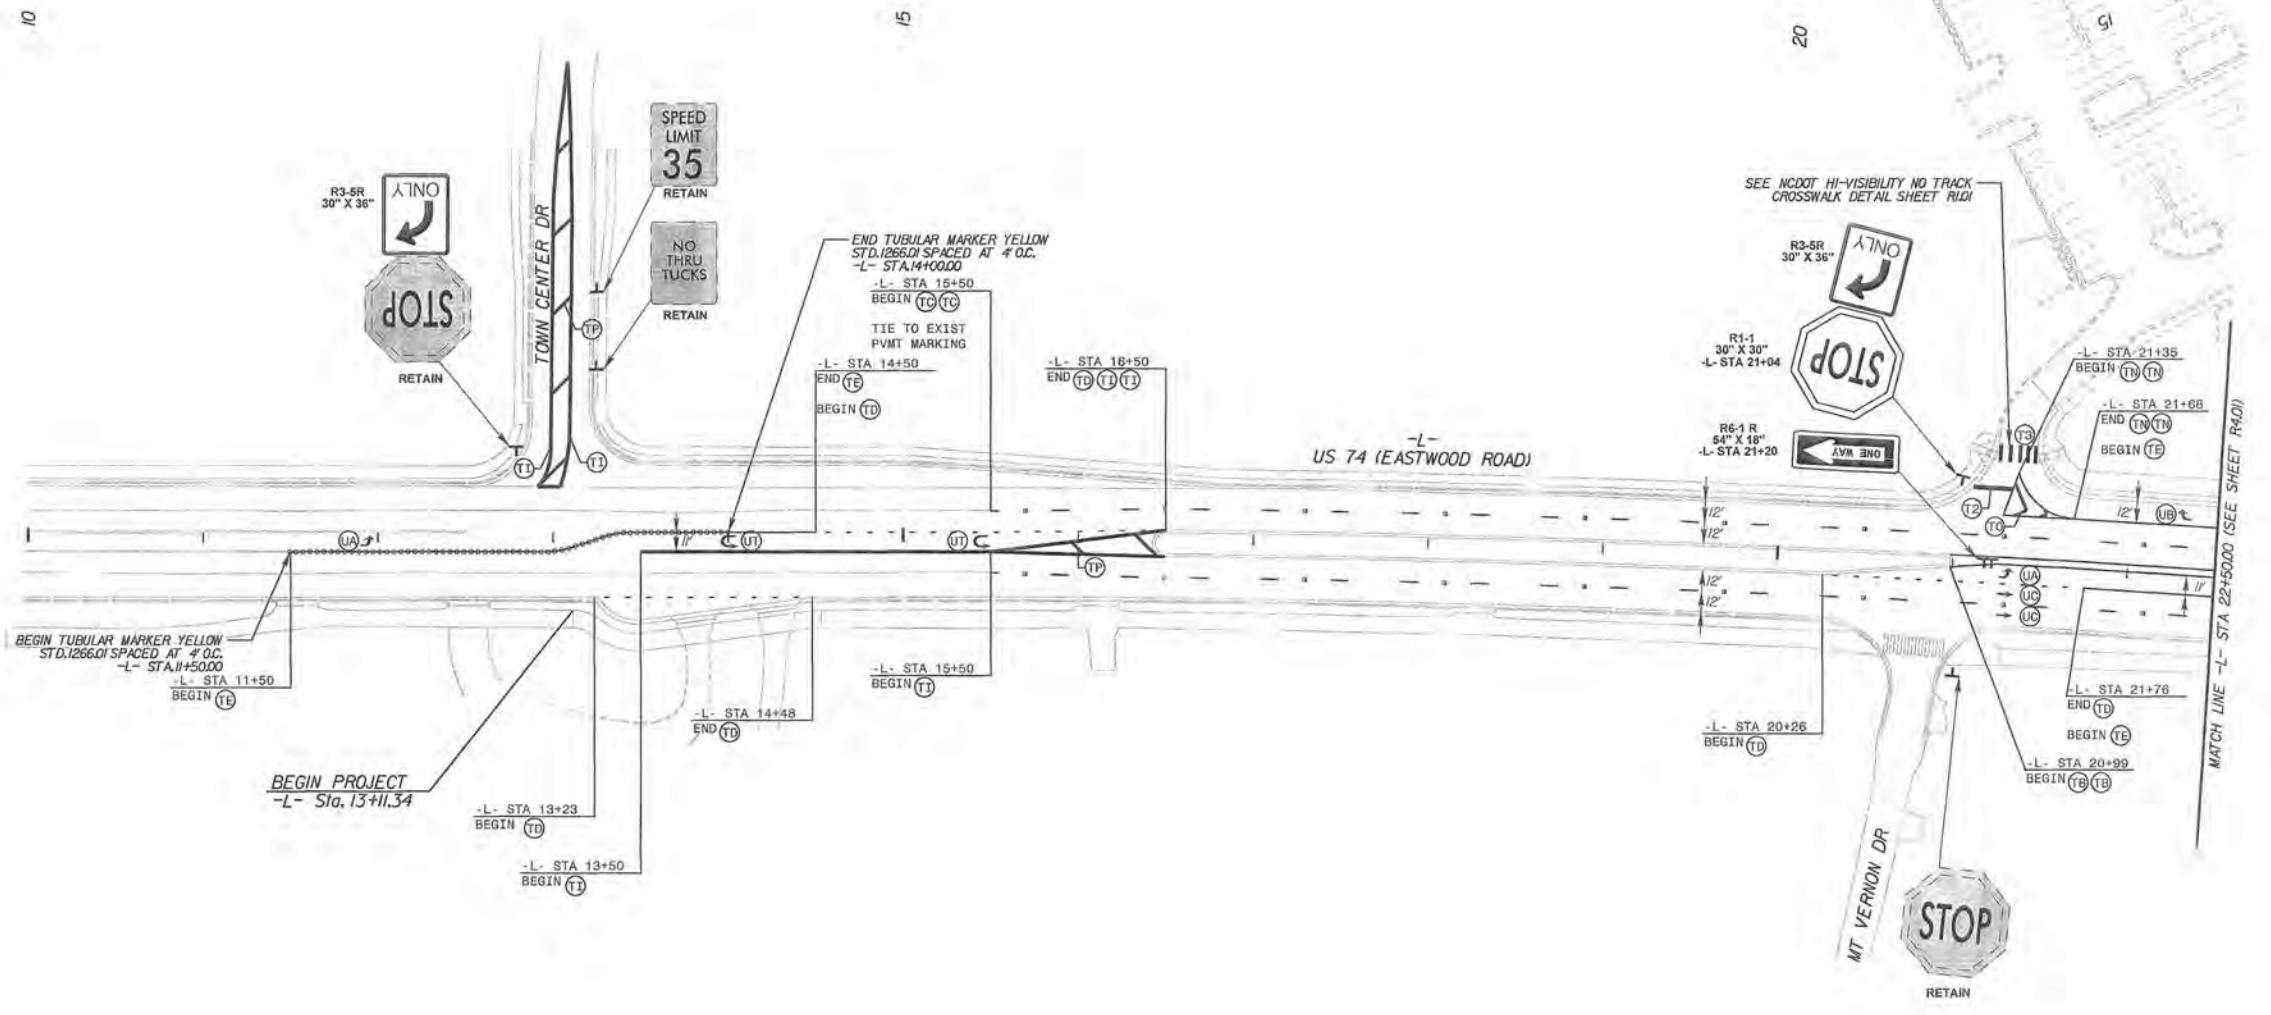 10
15
20
15
SPEED
LIMIT
35
RETAIN
NO
THRU
TUCKS
RETAIN
R3-5R
30" X 36"
ONLY
STOP
RETAIN
TOWN CENTER DR
TP
TI
TI
END TUBULAR MARKER YELLOW
STD.1266.01 SPACED AT 4' O.C.
-L- STA.14+00.00
-L- STA 15+50
BEGIN TC TC
TIE TO EXIST
PVMT MARKING
-L- STA 14+50
END TE
BEGIN TD
-L- STA 16+50
END TD TI TI
-L-
US 74 (EASTWOOD ROAD)
SEE NCDOT HI-VISIBILITY NO TRACK
CROSSWALK DETAIL SHEET R1.01
R3-5R
30" X 36"
ONLY
R1-1
30" X 30"
-L- STA 21+04
STOP
R6-1 R
54" X 18"
-L- STA 21+20
ONE WAY
-L- STA 21+35
BEGIN TN TN
-L- STA 21+68
END TN TN
BEGIN TE
T3
T2
TO
12'
UB
12'
12'
12'
12'
11'
UA
UC
UC
UA
11'
UT
UT
TP
BEGIN TUBULAR MARKER YELLOW
STD.1266.01 SPACED AT 4' O.C.
-L- STA.11+50.00
-L- STA 11+50
BEGIN TE
BEGIN PROJECT
-L- Sta. 13+11.34
-L- STA 13+23
BEGIN TD
-L- STA 13+50
BEGIN TI
-L- STA 14+48
END TD
-L- STA 15+50
BEGIN TI
-L- STA 20+26
BEGIN TD
-L- STA 21+76
END TD
BEGIN TE
-L- STA 20+99
BEGIN TB TB
MT VERNON DR
STOP
RETAIN
MATCH LINE -L- STA 22+50.00 (SEE SHEET R4.01)